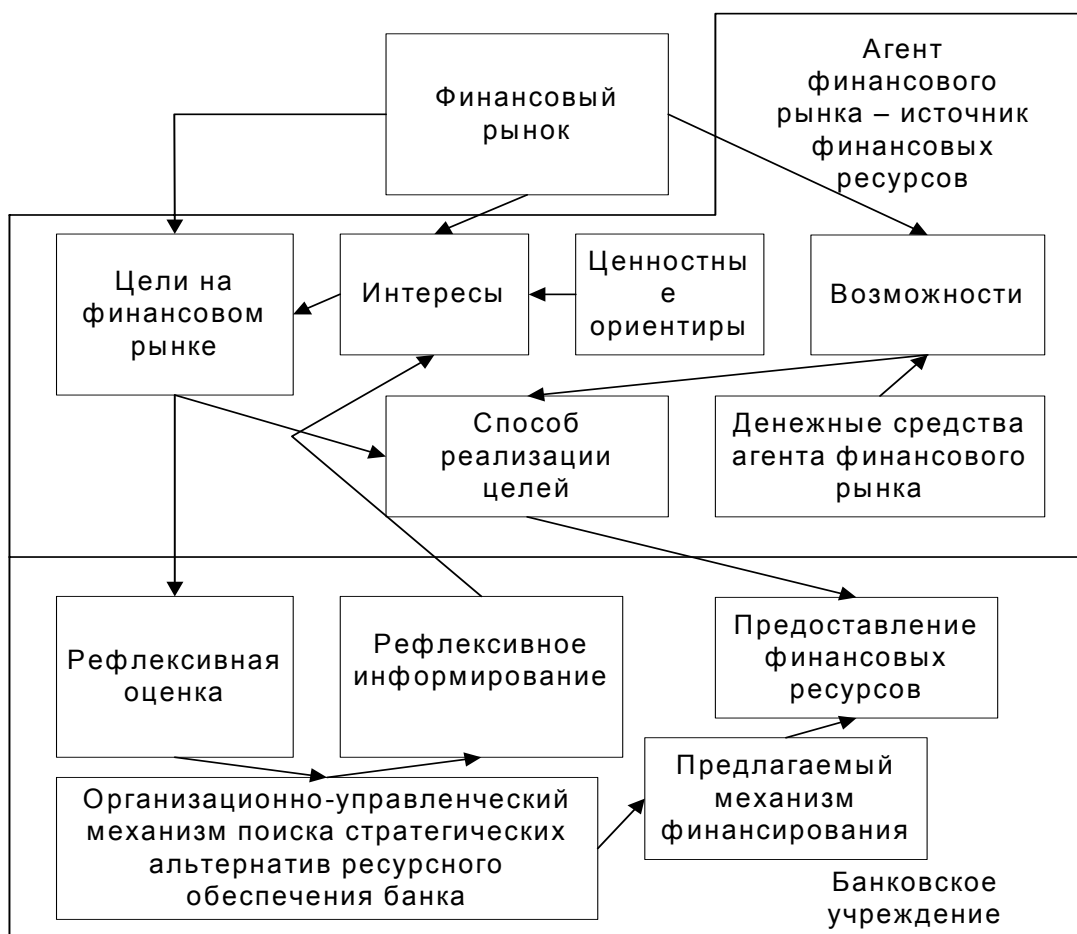 Финансовый
рынок
Агент
финансового
рынка – источник
финансовых
ресурсов
Цели на
финансовом
рынке
Интересы
Ценностны
е
ориентиры
Возможности
Способ
реализации
целей
Денежные средства
агента финансового
рынка
Рефлексивная
оценка
Рефлексивное
информирование
Предоставление
финансовых
ресурсов
Организационно-управленческий
механизм поиска стратегических
альтернатив ресурсного
обеспечения банка
Предлагаемый
механизм
финансирования
Банковское
учреждение